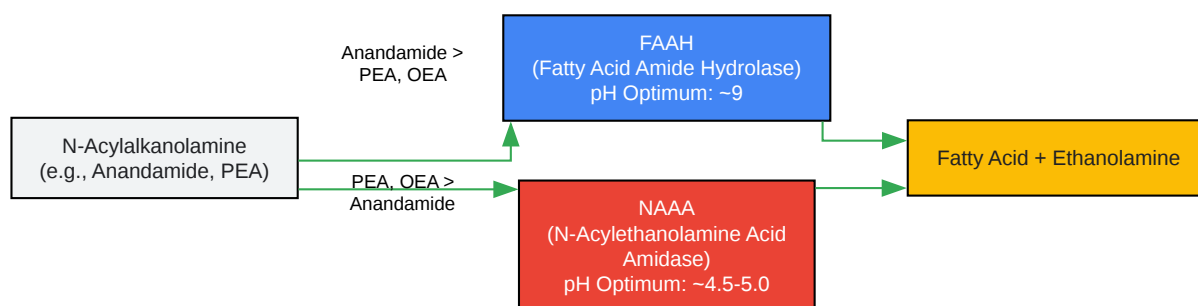 Anandamide >
PEA, OEA
FAAH
(Fatty Acid Amide Hydrolase)
pH Optimum: ~9
N-Acylalkanolamine
(e.g., Anandamide, PEA)
Fatty Acid + Ethanolamine
PEA, OEA >
Anandamide
NAAA
(N-Acylethanolamine Acid
Amidase)
pH Optimum: ~4.5-5.0